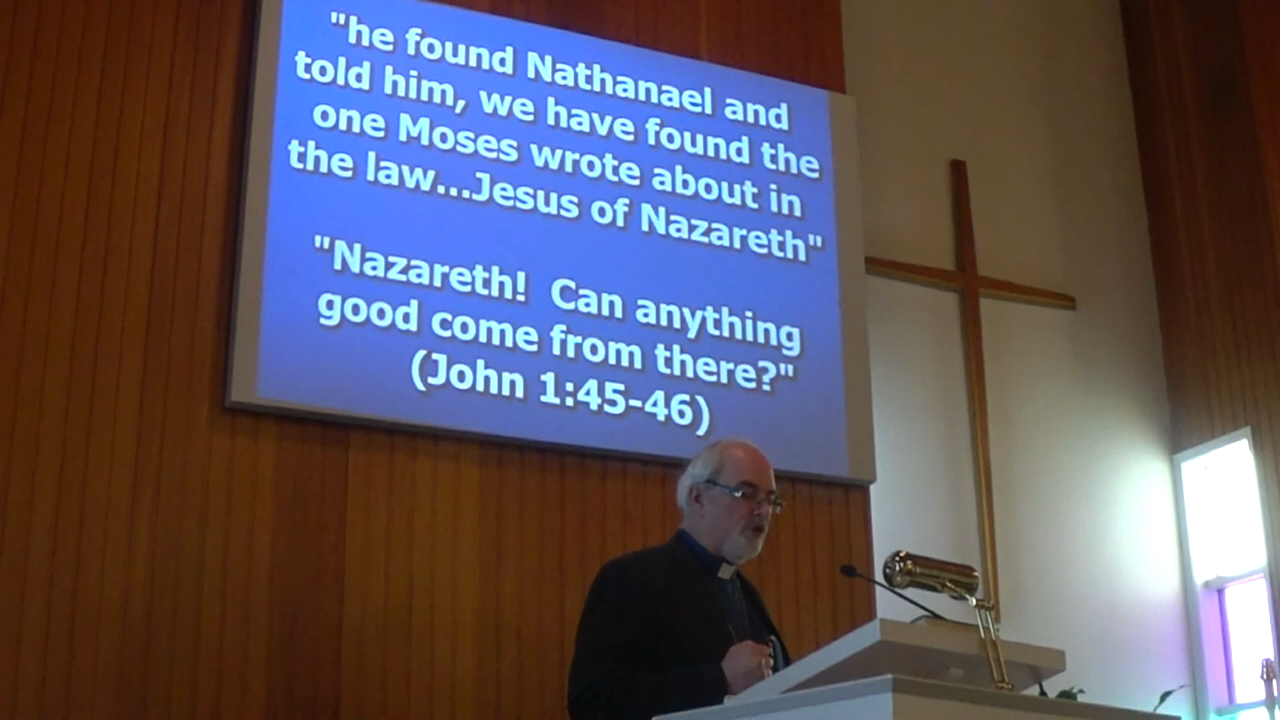 "he found Nathanael and
told him, we have found the
one Moses wrote about in
the law...Jesus of Nazareth"
"Nazareth!  Can anything
good come from there?"
(John 1:45-46)